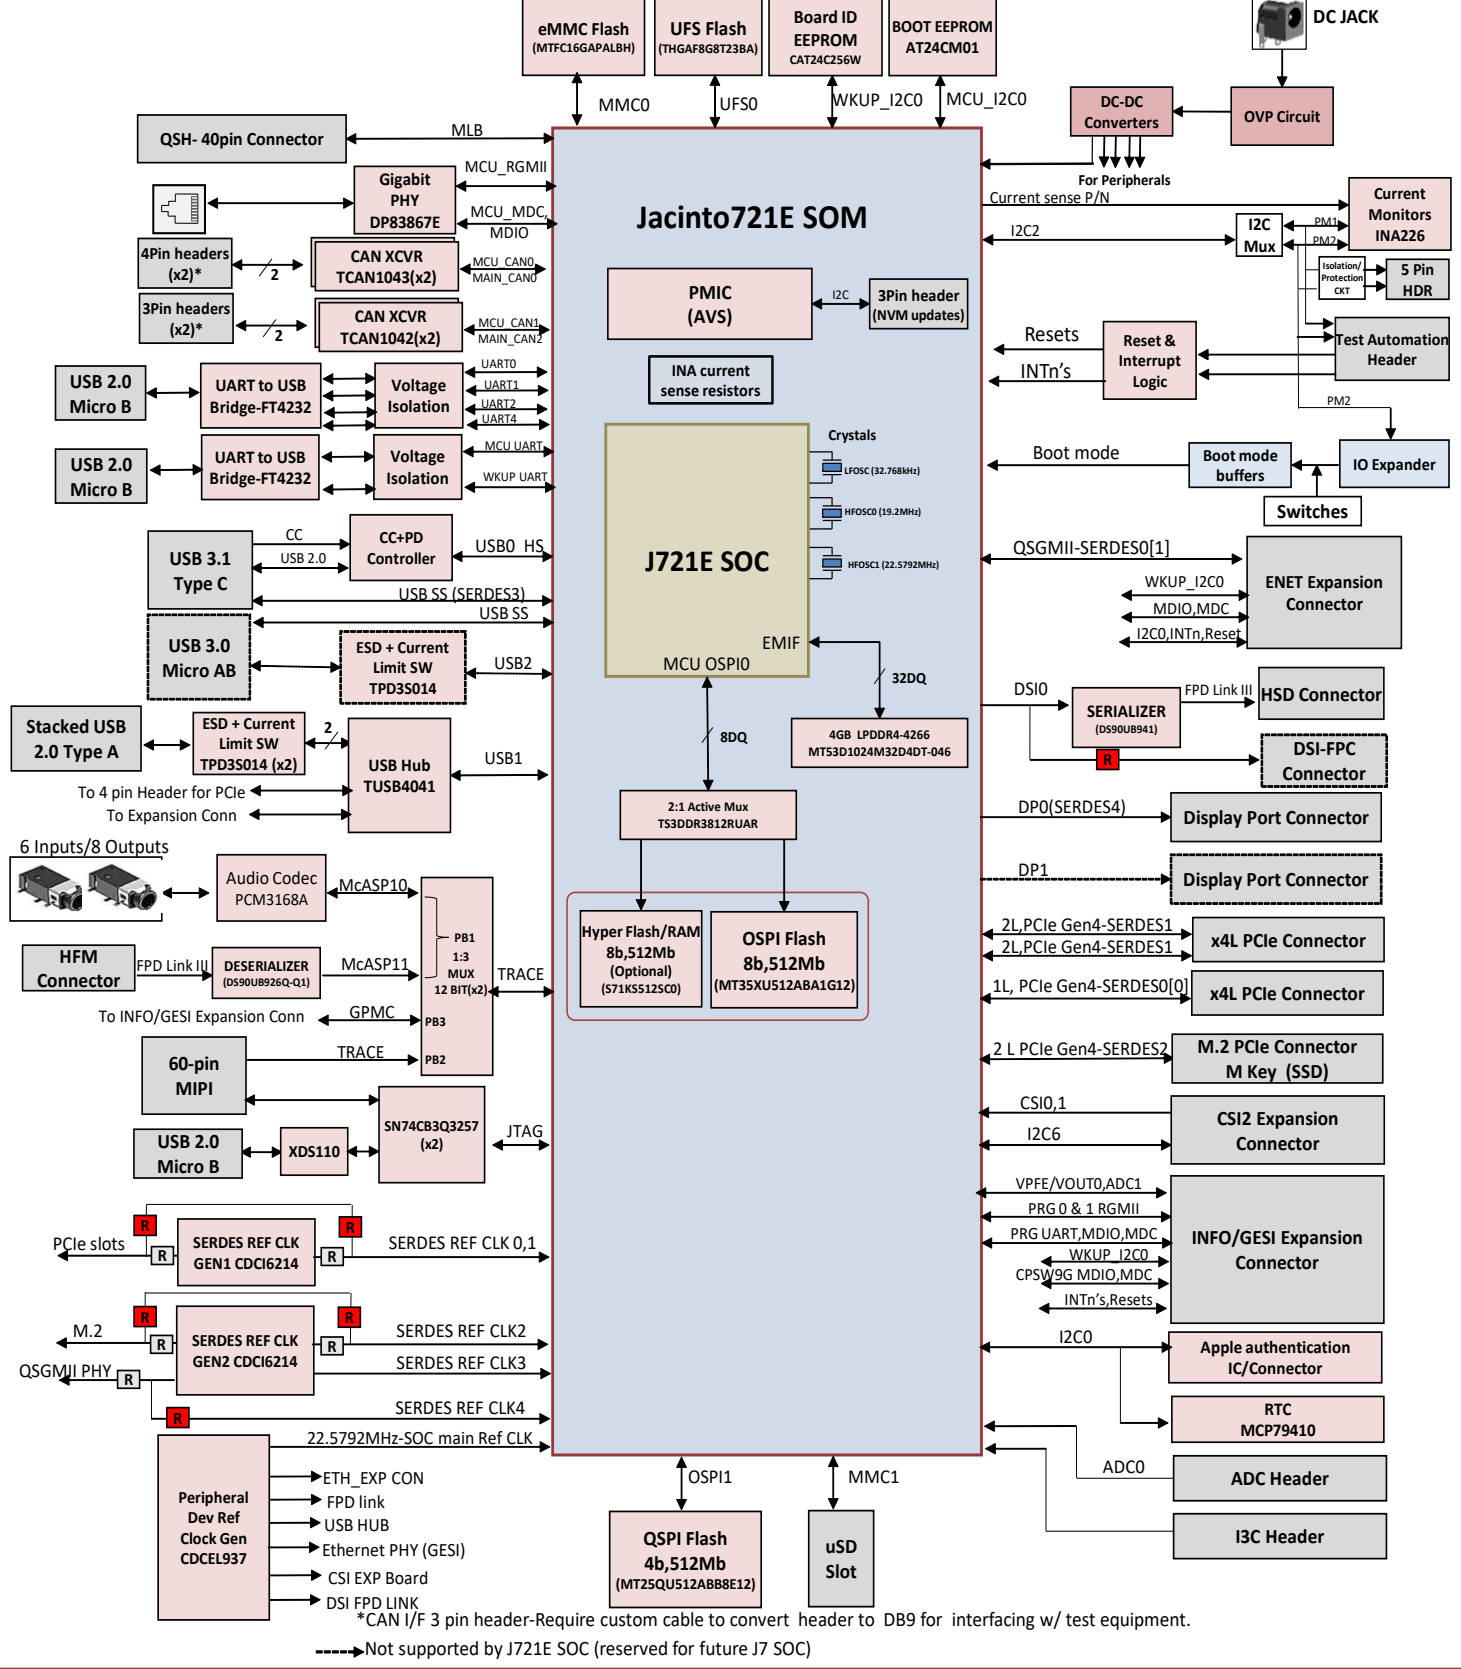 eMMC Flash
(MTFC16GAPALBH)
UFS Flash
(THGAF8G8T23BA)
Board ID
EEPROM
CAT24C256W
BOOT EEPROM
AT24CM01
DC JACK
MMC0
UFS0
WKUP_I2C0
MCU_I2C0
DC-DC
Converters
OVP Circuit
For Peripherals
QSH- 40pin Connector
MLB
Gigabit
PHY
DP83867E
MCU_RGMII
MCU_MDC,
MDIO
4Pin headers
(x2)*
2
CAN XCVR
TCAN1043(x2)
MCU_CAN0
MAIN_CAN0
3Pin headers
(x2)*
2
CAN XCVR
TCAN1042(x2)
MCU_CAN1
MAIN_CAN2
USB 2.0
Micro B
UART to USB
Bridge-FT4232
Voltage
Isolation
UART0
UART1
UART2
UART4
USB 2.0
Micro B
UART to USB
Bridge-FT4232
Voltage
Isolation
MCU UART
WKUP UART
USB 3.1
Type C
CC
USB 2.0
CC+PD
Controller
USB0_HS
USB SS (SERDES3)
USB SS
USB 3.0
Micro AB
ESD + Current
Limit SW
TPD3S014
USB2
Stacked USB
2.0 Type A
ESD + Current
Limit SW
TPD3S014 (x2)
2
USB Hub
TUSB4041
USB1
To 4 pin Header for PCIe
To Expansion Conn
6 Inputs/8 Outputs
Audio Codec
PCM3168A
McASP10
HFM
Connector
FPD Link III
DESERIALIZER
(DS90UB926Q-Q1)
McASP11
PB1
1:3
MUX
12 BIT(x2)
TRACE
To INFO/GESI Expansion Conn
GPMC
PB3
60-pin
MIPI
TRACE
PB2
SN74CB3Q3257
(x2)
JTAG
USB 2.0
Micro B
XDS110
R
R
PCIe slots
R
SERDES REF CLK
GEN1 CDCI6214
R
SERDES REF CLK 0,1
R
R
M.2
R
SERDES REF CLK
GEN2 CDCI6214
R
SERDES REF CLK2
SERDES REF CLK3
QSGMII PHY
R
R
SERDES REF CLK4
22.5792MHz-SOC main Ref CLK
Peripheral
Dev Ref
Clock Gen
CDCEL937
ETH_EXP CON
FPD link
USB HUB
Ethernet PHY (GESI)
CSI EXP Board
DSI FPD LINK
Jacinto721E SOM
PMIC
(AVS)
I2C
3Pin header
(NVM updates)
INA current
sense resistors
Crystals
LFOSC (32.768kHz)
HFOSC0 (19.2MHz)
HFOSC1 (22.5792MHz)
J721E SOC
EMIF
MCU OSPI0
32DQ
8DQ
4GB LPDDR4-4266
MT53D1024M32D4DT-046
2:1 Active Mux
TS3DDR3812RUAR
Hyper Flash/RAM
8b,512Mb
(Optional)
(S71KS512SC0)
OSPI Flash
8b,512Mb
(MT35XU512ABA1G12)
OSPI1
MMC1
QSPI Flash
4b,512Mb
(MT25QU512ABB8E12)
uSD
Slot
Current sense P/N
Current
Monitors
INA226
I2C2
I2C
Mux
PM1
PM2
Isolation/
Protection
CKT
5 Pin
HDR
Resets
INTn's
Reset &
Interrupt
Logic
Test Automation
Header
PM2
Boot mode
Boot mode
buffers
IO Expander
Switches
QSGMII-SERDES0[1]
WKUP_I2C0
MDIO,MDC
I2C0,INTn,Reset
ENET Expansion
Connector
DSI0
SERIALIZER
(DS90UB941)
FPD Link III
HSD Connector
R
DSI-FPC
Connector
DP0(SERDES4)
Display Port Connector
DP1
Display Port Connector
2L,PCIe Gen4-SERDES1
2L,PCIe Gen4-SERDES1
x4L PCIe Connector
1L, PCIe Gen4-SERDES0[0]
x4L PCIe Connector
2 L PCIe Gen4-SERDES2
M.2 PCIe Connector
M Key (SSD)
CSI0,1
I2C6
CSI2 Expansion
Connector
VPFE/VOUT0,ADC1
PRG 0 & 1 RGMII
PRG UART,MDIO,MDC
WKUP_I2C0
CPSW9G MDIO,MDC
INTn's,Resets
INFO/GESI Expansion
Connector
I2C0
Apple authentication
IC/Connector
RTC
MCP79410
ADC0
ADC Header
I3C Header
*CAN I/F 3 pin header-Require custom cable to convert header to DB9 for interfacing w/ test equipment.
Not supported by J721E SOC (reserved for future J7 SOC)